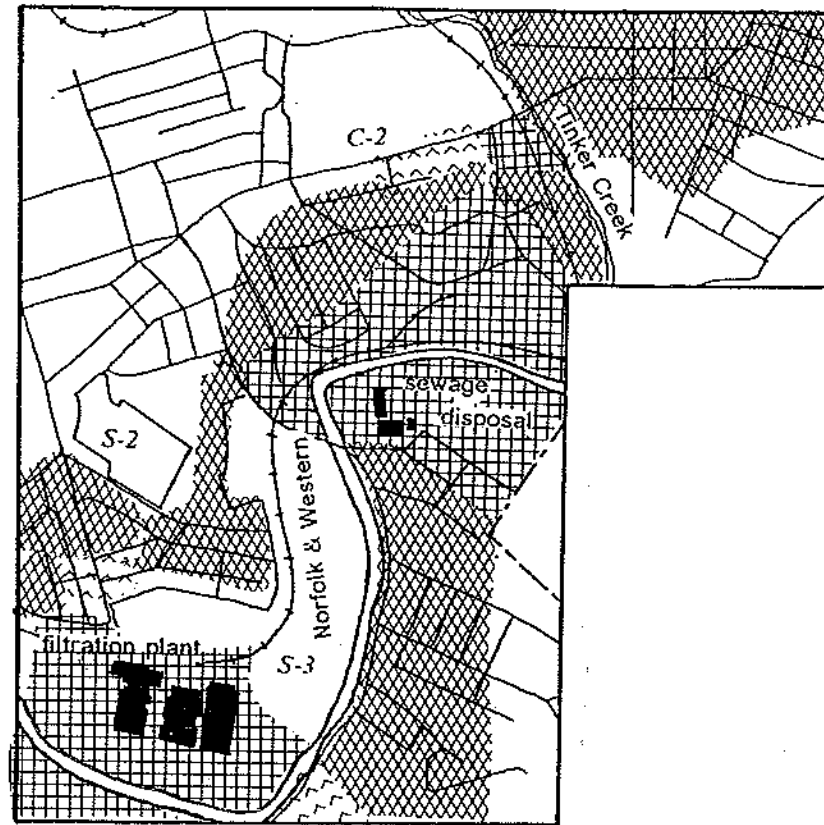 C-2
Tinker Creek
sewage
disposal
S-2
Norfolk & Western
filtration plant
S-3